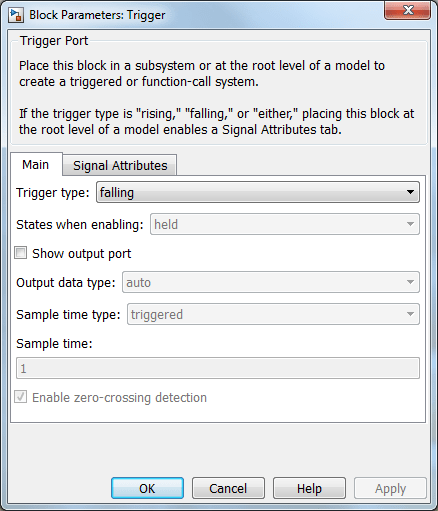 Block Parameters: Trigger
Trigger Port
Place this block in a subsystem or at the root level of a model to
create a triggered or function-call system.
If the trigger type is "rising," "falling," or "either," placing this block at
the root level of a model enables a Signal Attributes tab.
Main Signal Attributes
Trigger type: falling
States when enabling: held
Show output port
Output data type: auto
Sample time type: triggered
Sample time:
1
Enable zero-crossing detection
OK Cancel Help Apply